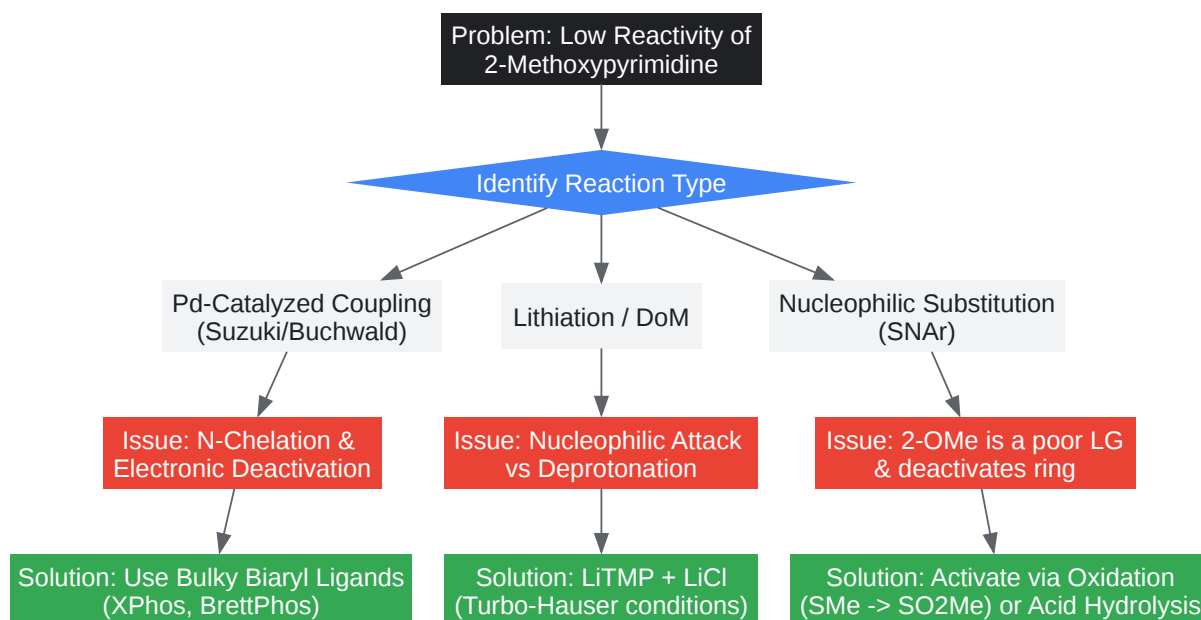 Problem: Low Reactivity of
2-Methoxypyrimidine
Identify Reaction Type
Pd-Catalyzed Coupling
(Suzuki/Buchwald)
Lithiation / DoM
Nucleophilic Substitution
(SNAr)
Issue: N-Chelation &
Electronic Deactivation
Issue: Nucleophilic Attack
vs Deprotonation
Issue: 2-OMe is a poor LG
& deactivates ring
Solution: Use Bulky Biaryl Ligands
(XPhos, BrettPhos)
Solution: LiTMP + LiCl
(Turbo-Hauser conditions)
Solution: Activate via Oxidation
(SMe -> SO2Me) or Acid Hydrolysis